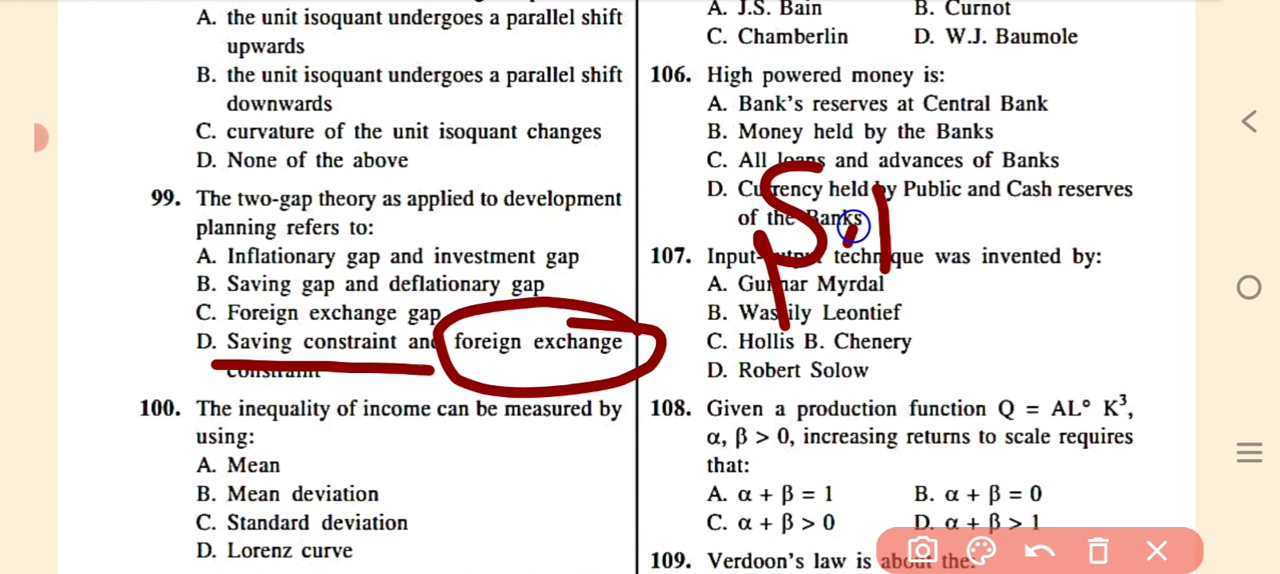 A. the unit isoquant undergoes a parallel shift
upwards
B. the unit isoquant undergoes a parallel shift
downwards
C. curvature of the unit isoquant changes
D. None of the above
99. The two-gap theory as applied to development
planning refers to:
A. Inflationary gap and investment gap
B. Saving gap and deflationary gap
C. Foreign exchange gap
D. Saving constraint and foreign exchange
constraint
100. The inequality of income can be measured by
using:
A. Mean
B. Mean deviation
C. Standard deviation
D. Lorenz curve
A. J.S. Bain B. Curnot
C. Chamberlin D. W.J. Baumole
106. High powered money is:
A. Bank's reserves at Central Bank
B. Money held by the Banks
C. All loans and advances of Banks
D. Currency held by Public and Cash reserves
of the Banks
107. Input-output technique was invented by:
A. Gunnar Myrdal
B. Wassily Leontief
C. Hollis B. Chenery
D. Robert Solow
108. Given a production function Q = AL° K³,
α, β > 0, increasing returns to scale requires
that:
A. α + β = 1 B. α + β = 0
C. α + β > 0 D. α + β > 1
109. Verdoon's law is about the: